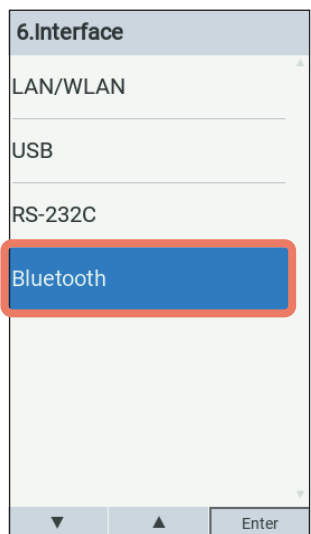 6.Interface
LAN/WLAN
USB
RS-232C
Bluetooth
Enter